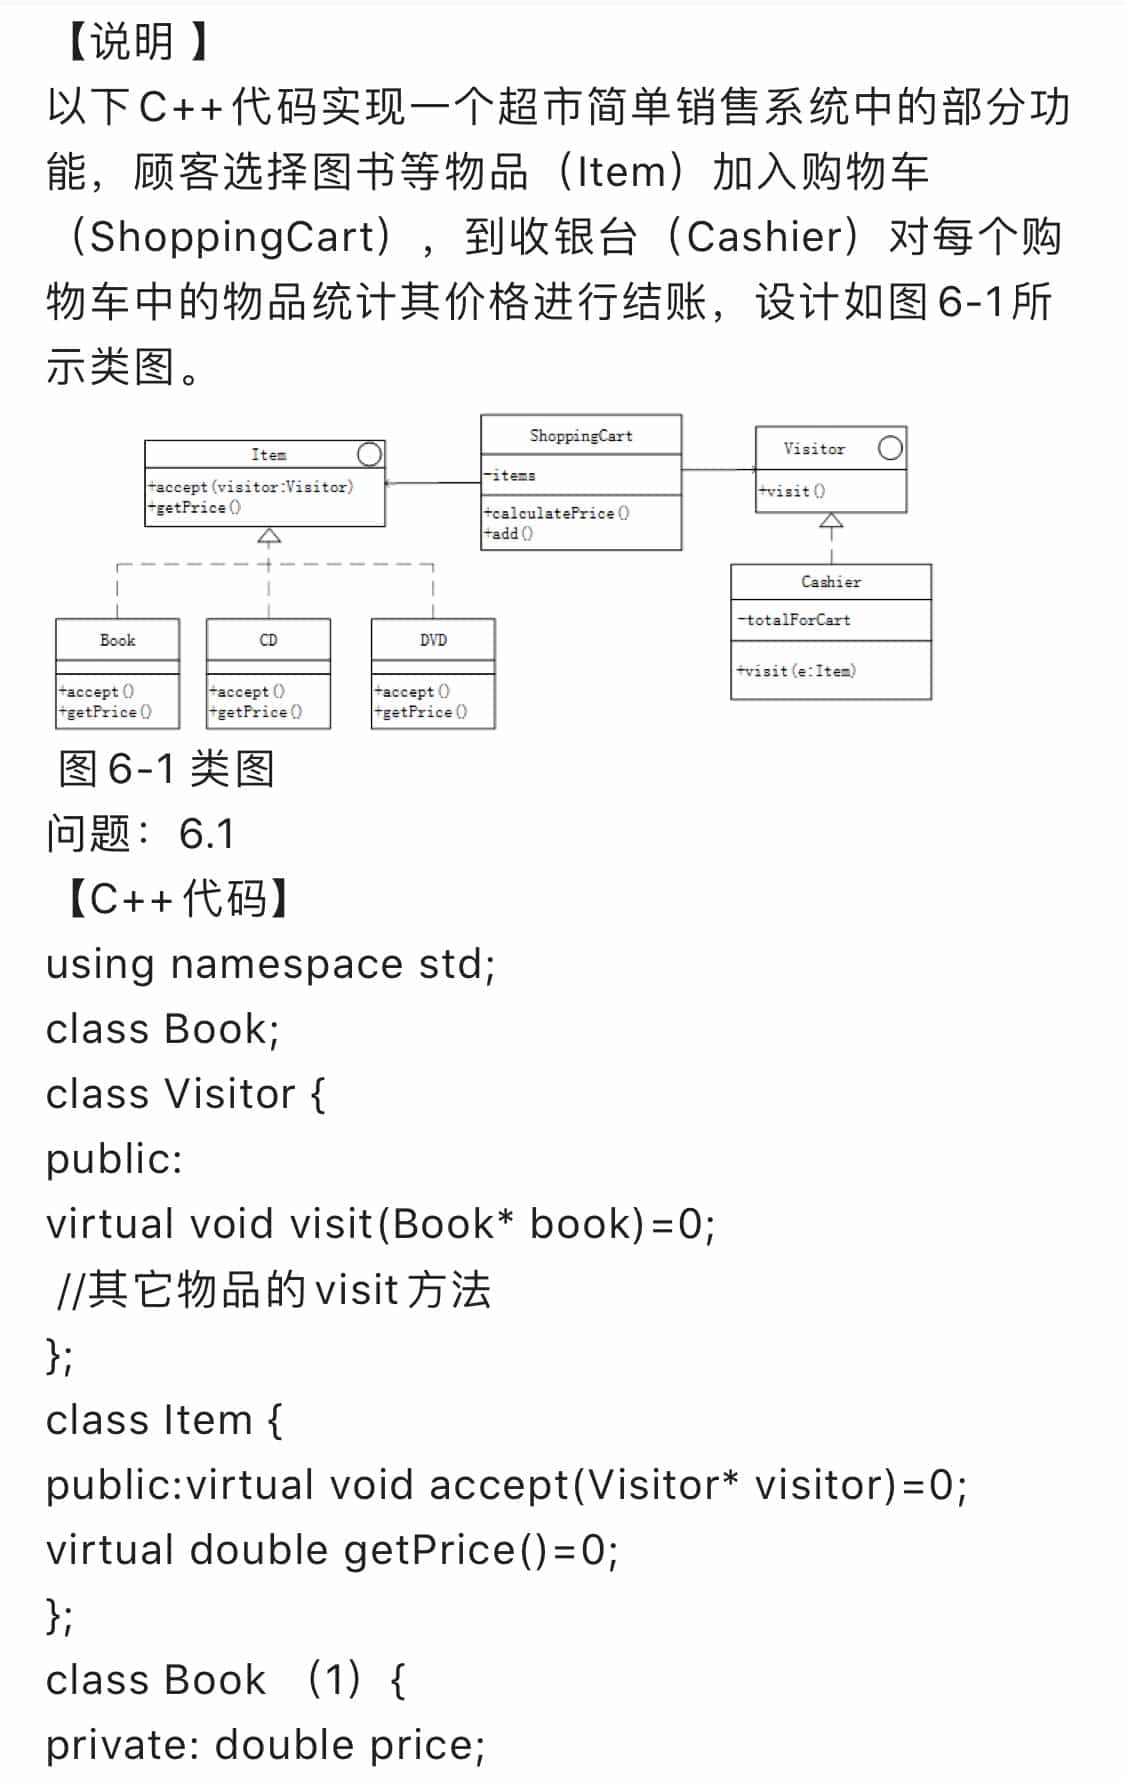 【说明 】
以下C++代码实现一个超市简单销售系统中的部分功
能，顾客选择图书等物品（Item）加入购物车
（ShoppingCart），到收银台（Cashier）对每个购
物车中的物品统计其价格进行结账，设计如图6-1所
示类图。
Item
+accept(visitor:Visitor)
+getPrice()
ShoppingCart
-items
+calculatePrice()
+add()
Visitor
+visit()
Book
+accept()
+getPrice()
CD
+accept()
+getPrice()
DVD
+accept()
+getPrice()
Cashier
-totalForCart
+visit(e:Item)
图6-1 类图
问题：6.1
【C++代码】
using namespace std;
class Book;
class Visitor {
public:
virtual void visit(Book* book)=0;
//其它物品的visit方法
};
class Item {
public:virtual void accept(Visitor* visitor)=0;
virtual double getPrice()=0;
};
class Book （1）{
private: double price;